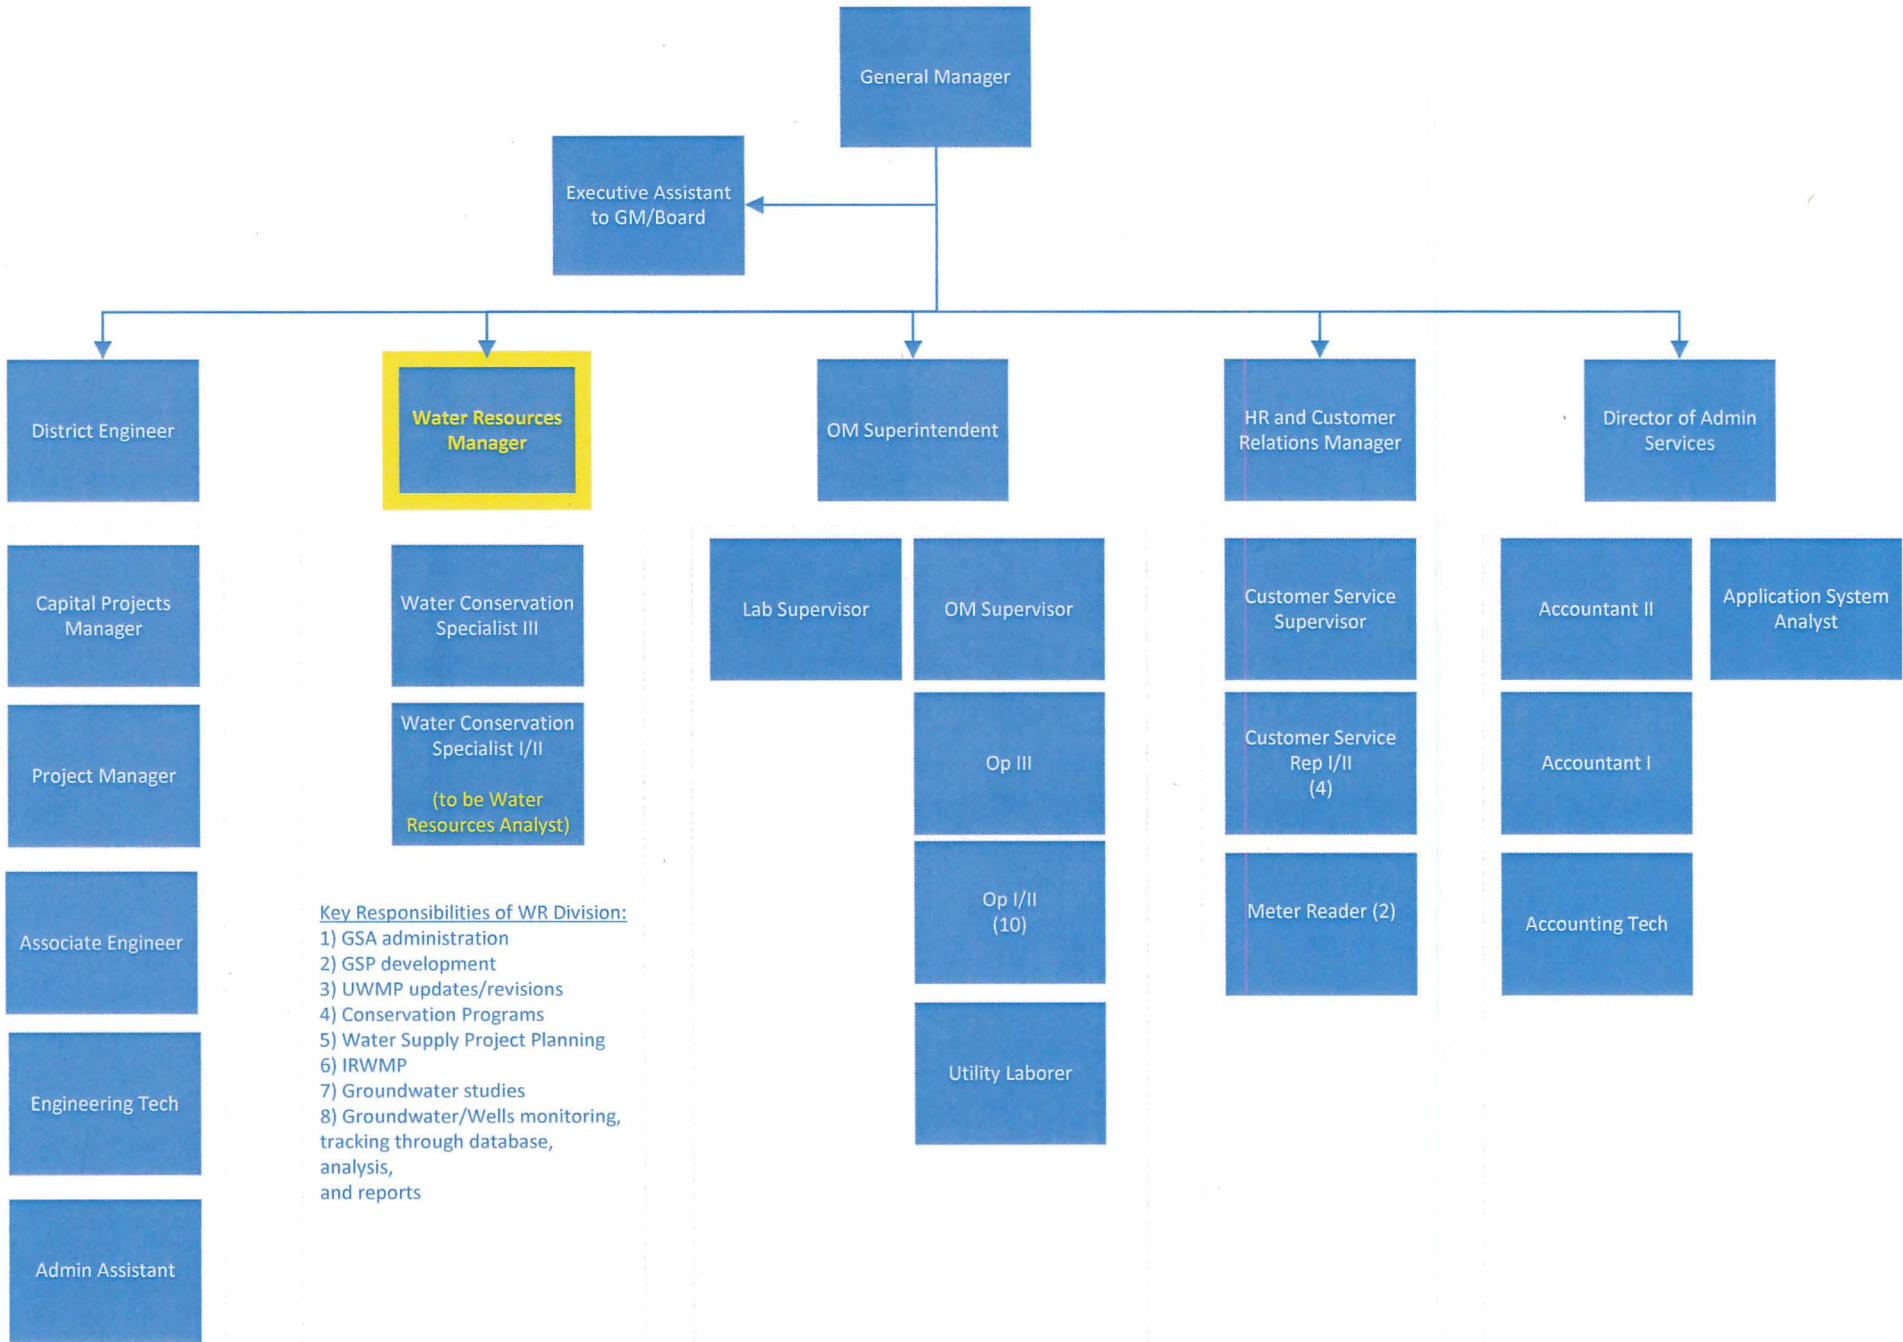 General Manager
Executive Assistant
to GM/Board
District Engineer
Water Resources
Manager
OM Superintendent
HR and Customer
Relations Manager
Director of Admin
Services
Capital Projects
Manager
Project Manager
Associate Engineer
Engineering Tech
Admin Assistant
Water Conservation
Specialist III
Water Conservation
Specialist I/II
(to be Water
Resources Analyst)
Key Responsibilities of WR Division:
1) GSA administration
2) GSP development
3) UWMP updates/revisions
4) Conservation Programs
5) Water Supply Project Planning
6) IRWMP
7) Groundwater studies
8) Groundwater/Wells monitoring,
tracking through database,
analysis,
and reports
Lab Supervisor
OM Supervisor
Op III
Op I/II
(10)
Utility Laborer
Customer Service
Supervisor
Customer Service
Rep I/II
(4)
Meter Reader (2)
Accountant II
Accountant I
Accounting Tech
Application System
Analyst